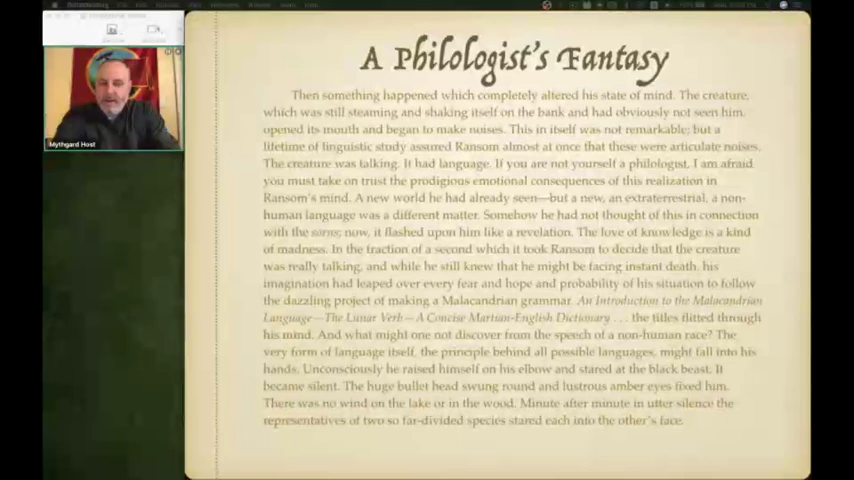 Mythgard Host
A Philologist's Fantasy
Then something happened which completely altered his state of mind. The creature,
which was still steaming and shaking itself on the bank and had obviously not seen him,
opened its mouth and began to make noises. This in itself was not remarkable; but a
lifetime of linguistic study assured Ransom almost at once that these were articulate noises.
The creature was talking. It had language. If you are not yourself a philologist, I am afraid
you must take on trust the prodigious emotional consequences of this realization in
Ransom's mind. A new world he had already seen—but a new, an extraterrestrial, a non-
human language was a different matter. Somehow he had not thought of this in connection
with the sorns; now, it flashed upon him like a revelation. The love of knowledge is a kind
of madness. In the fraction of a second which it took Ransom to decide that the creature
was really talking, and while he still knew that he might be facing instant death, his
imagination had leaped over every fear and hope and probability of his situation to follow
the dazzling project of making a Malacandrian grammar. An Introduction to the Malacandrian
Language—The Lunar Verb—A Concise Martian-English Dictionary . . . the titles flitted through
his mind. And what might one not discover from the speech of a non-human race? The
very form of language itself, the principle behind all possible languages, might fall into his
hands. Unconsciously he raised himself on his elbow and stared at the black beast. It
became silent. The huge bullet head swung round and lustrous amber eyes fixed him.
There was no wind on the lake or in the wood. Minute after minute in utter silence the
representatives of two so far-divided species stared each into the other's face.